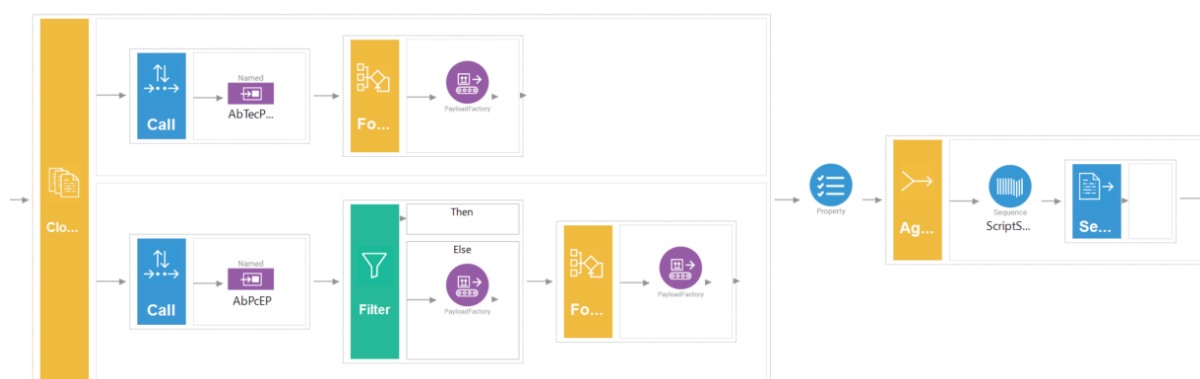 Clo...
Call
Named
AbTecP...
Fo...
PayloadFactory
Call
Named
AbPcEP
Filter
Then
Else
PayloadFactory
Fo...
PayloadFactory
Property
Ag...
Sequence
ScriptS...
Se...